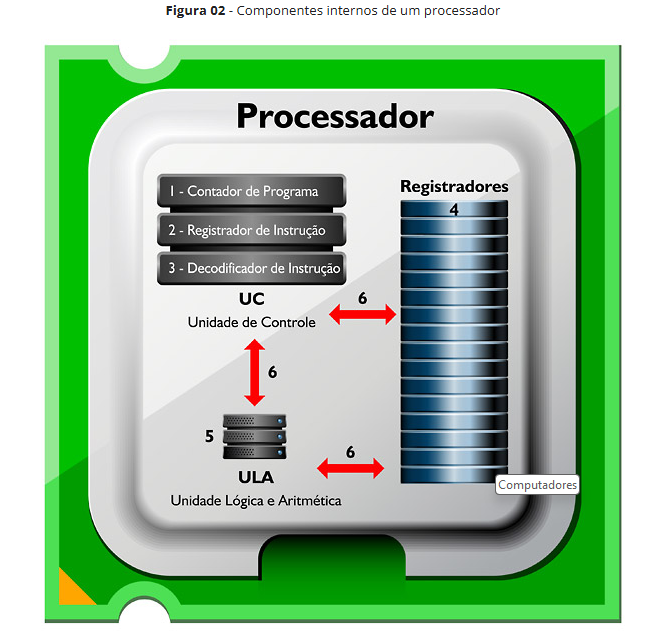 Figura 02 - Componentes internos de um processador
Processador
1 - Contador de Programa
2 - Registrador de Instrução
3 - Decodificador de Instrução
UC
Unidade de Controle
Registradores
4
6
6
5
ULA
Unidade Lógica e Aritmética
6
Computadores